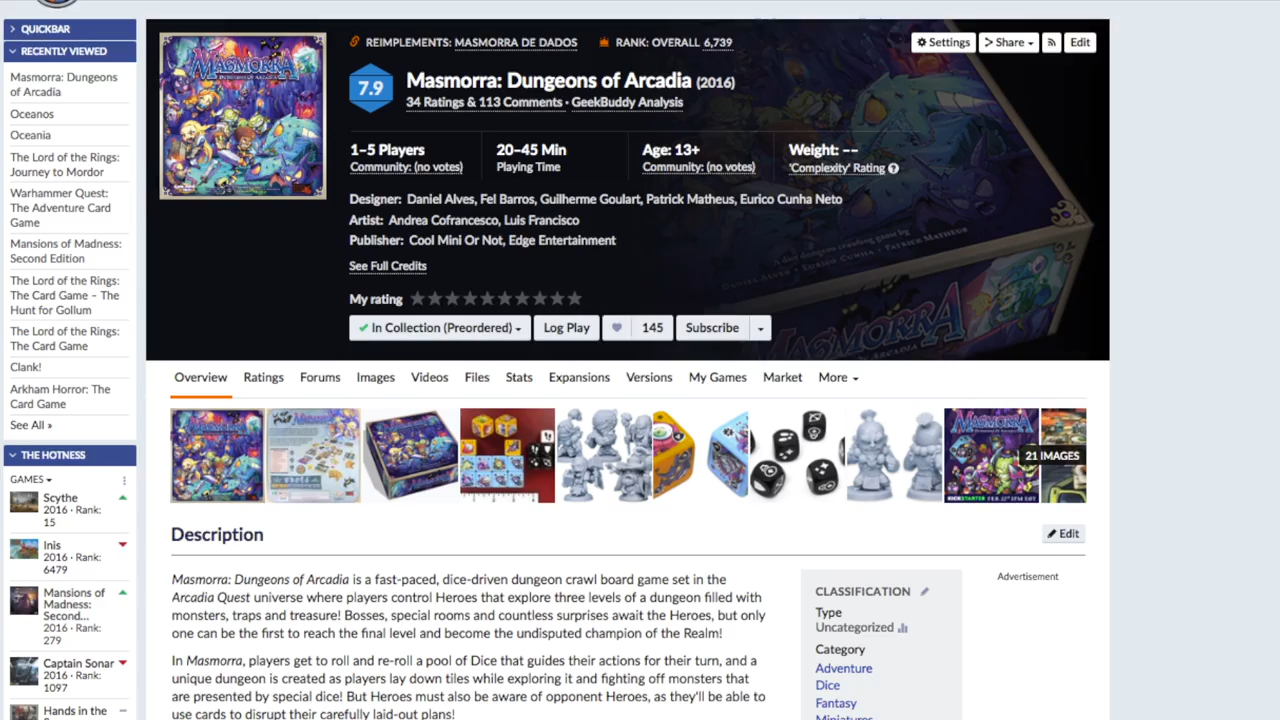 QUICKBAR
RECENTLY VIEWED
Masmorra: Dungeons
of Arcadia
Oceanos
Oceania
The Lord of the Rings:
Journey to Mordor
Warhammer Quest:
The Adventure Card
Game
Mansions of Madness:
Second Edition
The Lord of the Rings:
The Card Game – The
Hunt for Gollum
The Lord of the Rings:
The Card Game
Clank!
Arkham Horror: The
Card Game
See All »
THE HOTNESS
GAMES
Scythe
2016 · Rank:
15
Inis
2016 · Rank:
6479
Mansions of
Madness:
Second...
2016 · Rank:
279
Captain Sonar
2016 · Rank:
1097
Hands in the
MASMORRA
REIMPLEMENTS: MASMORRA DE DADOS
RANK: OVERALL 6,739
Settings
Share
Edit
7.9
Masmorra: Dungeons of Arcadia (2016)
34 Ratings & 113 Comments · GeekBuddy Analysis
1–5 Players
Community: (no votes)
20–45 Min
Playing Time
Age: 13+
Community: (no votes)
Weight: --
'Complexity' Rating
Designer: Daniel Alves, Fel Barros, Guilherme Goulart, Patrick Matheus, Eurico Cunha Neto
Artist: Andrea Cofrancesco, Luis Francisco
Publisher: Cool Mini Or Not, Edge Entertainment
See Full Credits
My rating
In Collection (Preordered)
Log Play
145
Subscribe
MASMORRA
Overview
Ratings
Forums
Images
Videos
Files
Stats
Expansions
Versions
My Games
Market
More
MASMORRA
21 IMAGES
Description
Edit
Masmorra: Dungeons of Arcadia is a fast-paced, dice-driven dungeon crawl board game set in the
Arcadia Quest universe where players control Heroes that explore three levels of a dungeon filled with
monsters, traps and treasure! Bosses, special rooms and countless surprises await the Heroes, but only
one can be the first to reach the final level and become the undisputed champion of the Realm!
In Masmorra, players get to roll and re-roll a pool of Dice that guides their actions for their turn, and a
unique dungeon is created as players lay down tiles while exploring it and fighting off monsters that
are presented by special dice! But Heroes must also be aware of opponent Heroes, as they'll be able to
use cards to disrupt their carefully laid-out plans!
CLASSIFICATION
Type
Uncategorized
Category
Adventure
Dice
Fantasy
Miniatures
Advertisement